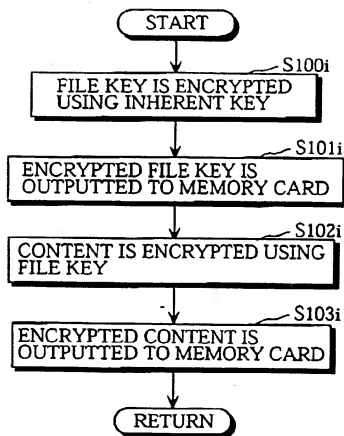 START
S100i
FILE KEY IS ENCRYPTED
USING INHERENT KEY
S101i
ENCRYPTED FILE KEY IS
OUTPUTTED TO MEMORY CARD
S102i
CONTENT IS ENCRYPTED USING
FILE KEY
S103i
ENCRYPTED CONTENT IS
OUTPUTTED TO MEMORY CARD
RETURN